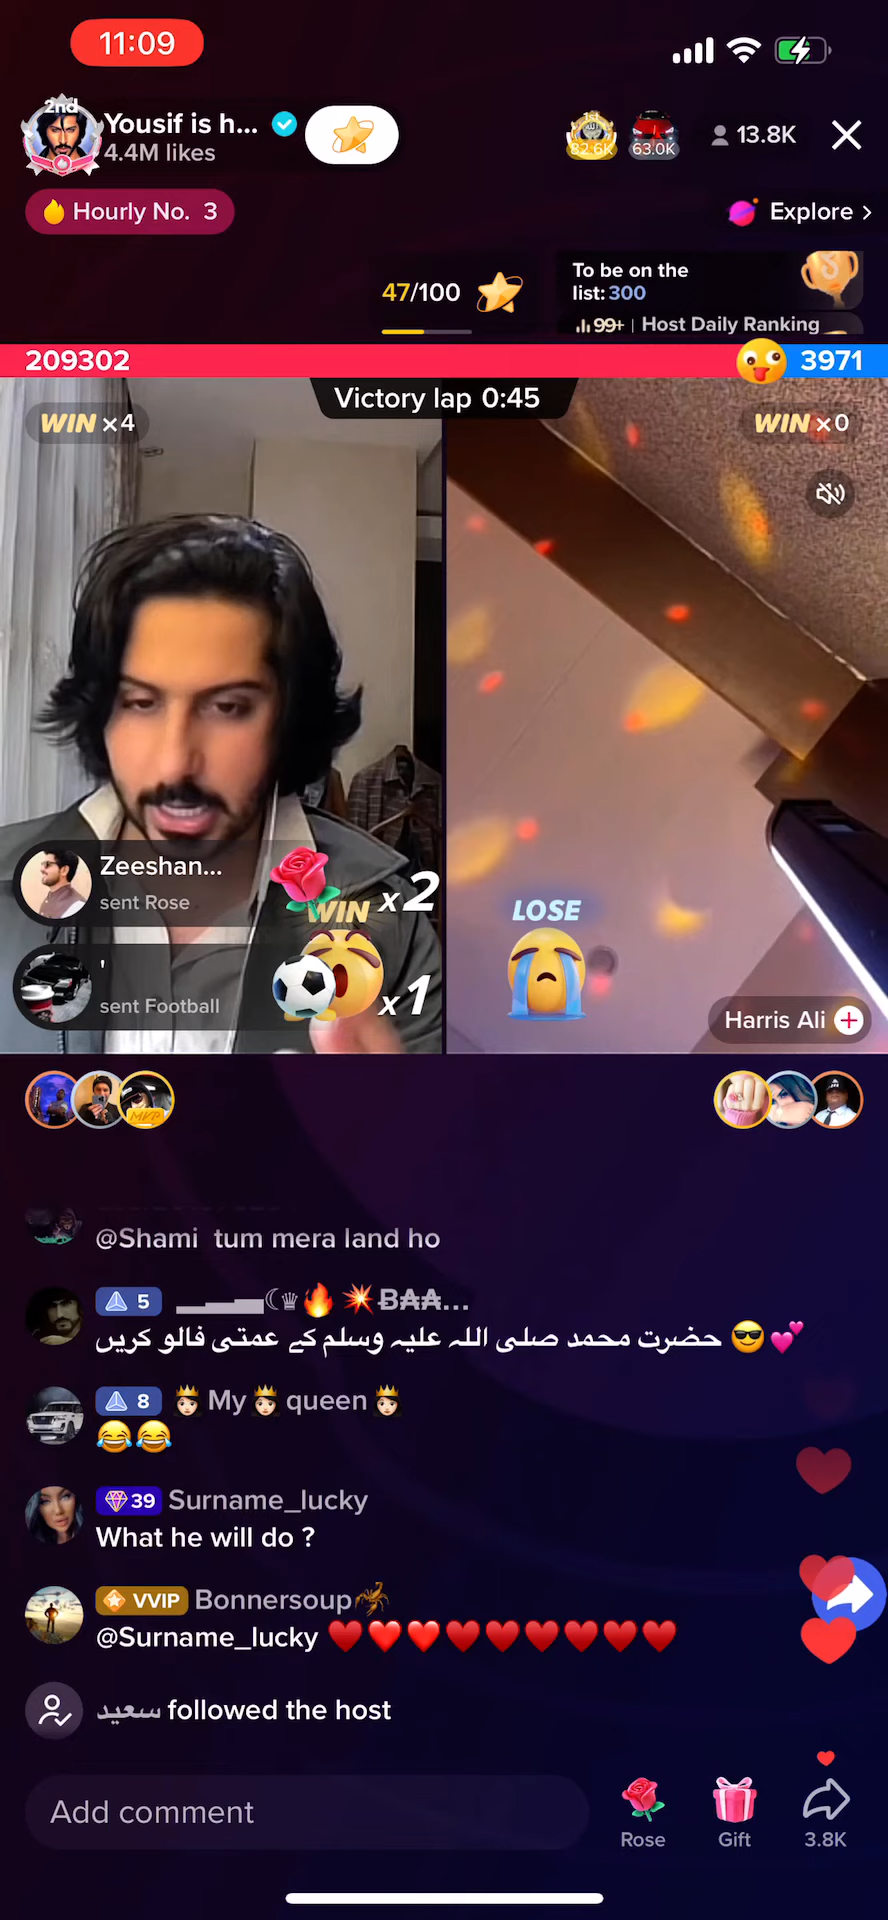 11:09
2nd
Yousif is h...
4.4M likes
1st
82.6K
63.0K
13.8K
Hourly No. 3
Explore >
47/100
To be on the
list: 300
99+ | Host Daily Ranking
209302
3971
Victory lap 0:45
WIN x4
WIN x0
Zeeshan...
sent Rose
WIN x2
'
sent Football
x1
LOSE
Harris Ali
MVP
@Shami tum mera land ho
5 ☾♛🔥 💥B₳₳...
حضرت محمد صلی اللہ علیہ وسلم کے عمتی فالو کریں 😎💕
8 👸🏻 My 👸🏻 queen 👸🏻
😂😂
39 Surname_lucky
What he will do ?
VVIP Bonnersoup🦂
@Surname_lucky ❤️❤️❤️❤️❤️❤️❤️❤️❤️
سعيد followed the host
Add comment
Rose
Gift
3.8K